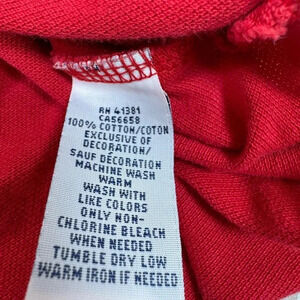 RN 41381
CA56658
100% COTTON/COTON
EXCLUSIVE OF
DECORATION/
SAUF DÉCORATION
MACHINE WASH
WARM
WASH WITH
LIKE COLORS
ONLY NON-
CHLORINE BLEACH
WHEN NEEDED
TUMBLE DRY LOW
WARM IRON IF NEEDED